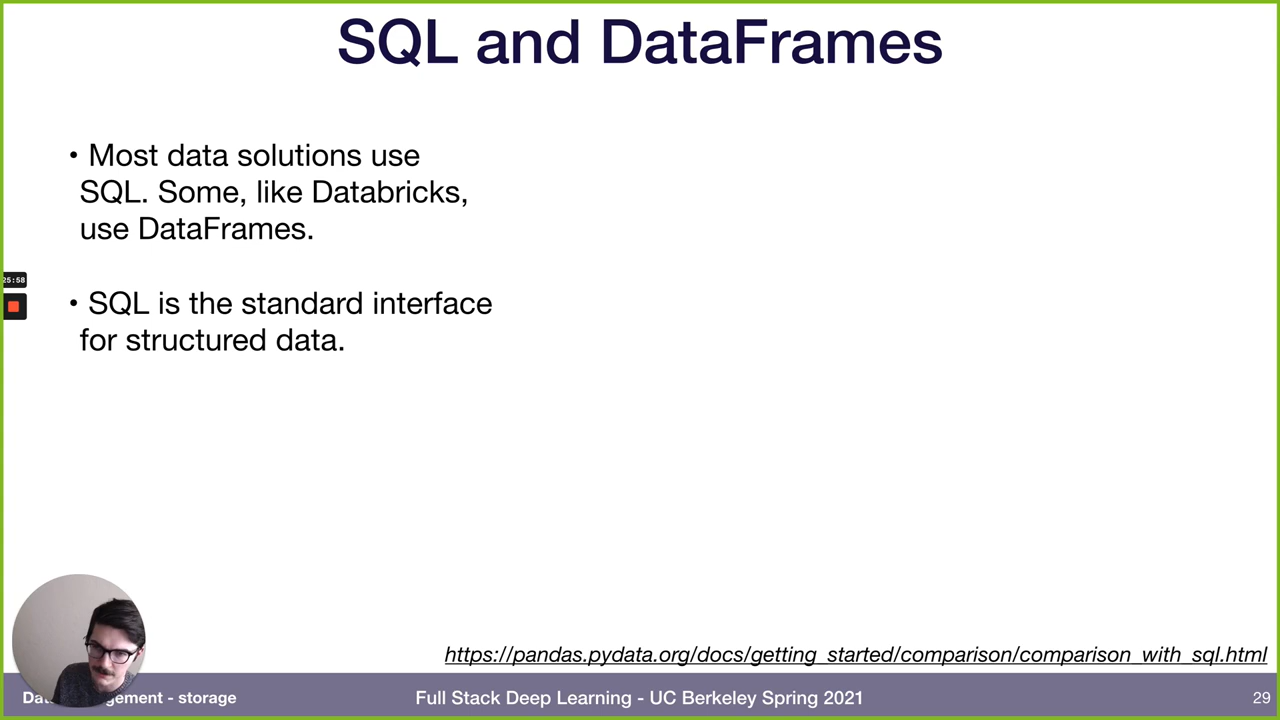 SQL and DataFrames
• Most data solutions use
SQL. Some, like Databricks,
use DataFrames.
• SQL is the standard interface
for structured data.
25:58
https://pandas.pydata.org/docs/getting_started/comparison/comparison_with_sql.html
Full Stack Deep Learning - UC Berkeley Spring 2021
- storage
29